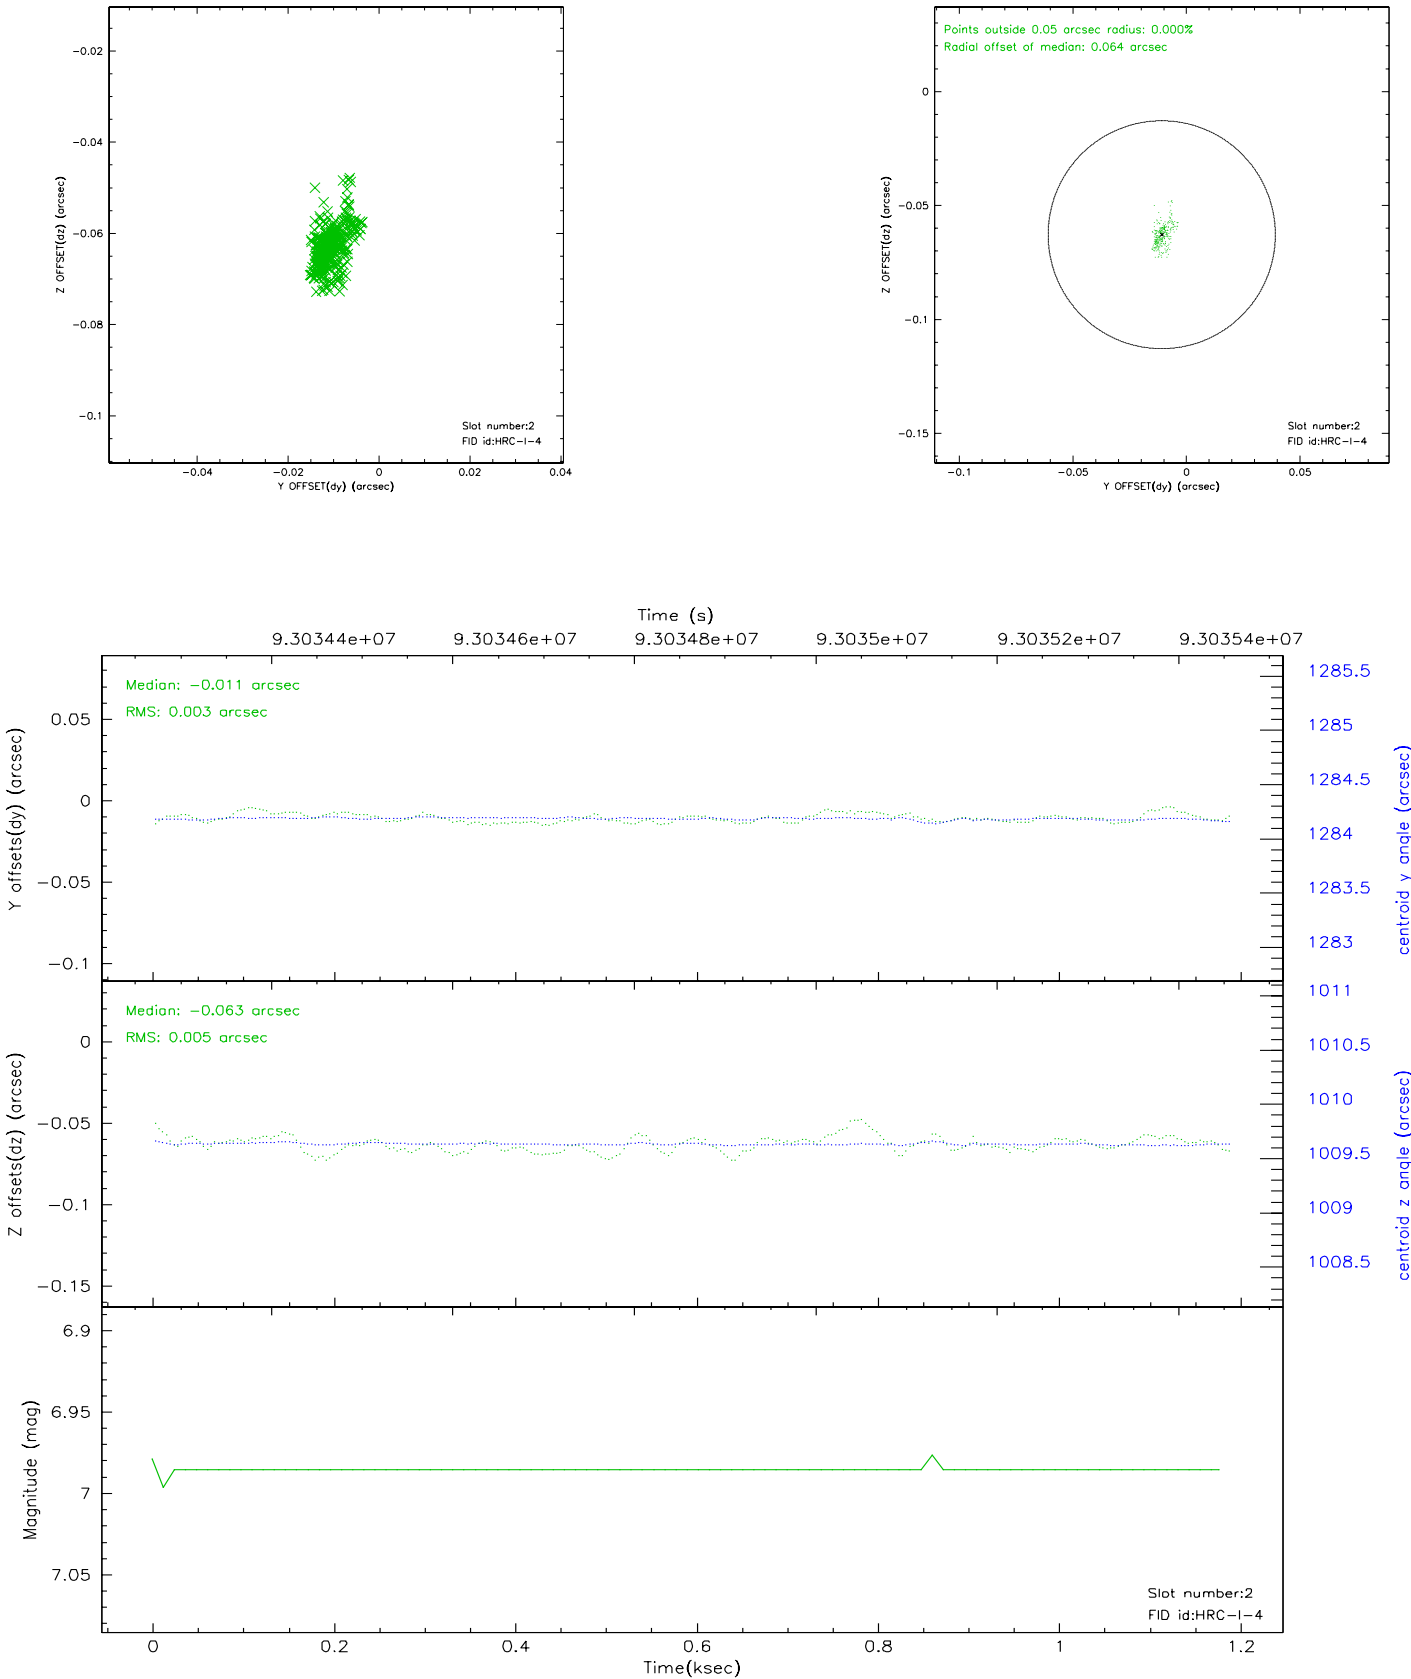 −0.02
−0.04
−0.06
−0.08
−0.1
Z OFFSET(dz) (arcsec)
−0.04
−0.02
0
0.02
0.04
Y OFFSET(dy) (arcsec)
Slot number:2
FID id:HRC−I−4
Points outside 0.05 arcsec radius: 0.000%
Radial offset of median: 0.064 arcsec
0
−0.05
−0.1
−0.15
Z OFFSET(dz) (arcsec)
−0.1
−0.05
0
0.05
Y OFFSET(dy) (arcsec)
Slot number:2
FID id:HRC−I−4
Time (s)
9.30344e+07 9.30346e+07 9.30348e+07 9.3035e+07 9.30352e+07 9.30354e+07
Median: −0.011 arcsec
RMS: 0.003 arcsec
0.05
0
−0.05
−0.1
Y offsets(dy) (arcsec)
1285.5
1285
1284.5
1284
1283.5
1283
centroid y angle (arcsec)
Median: −0.063 arcsec
RMS: 0.005 arcsec
0
−0.05
−0.1
−0.15
Z offsets(dz) (arcsec)
1011
1010.5
1010
1009.5
1009
1008.5
centroid z angle (arcsec)
6.9
6.95
7
7.05
Magnitude (mag)
Slot number:2
FID id:HRC−I−4
0 0.2 0.4 0.6 0.8 1 1.2
Time(ksec)